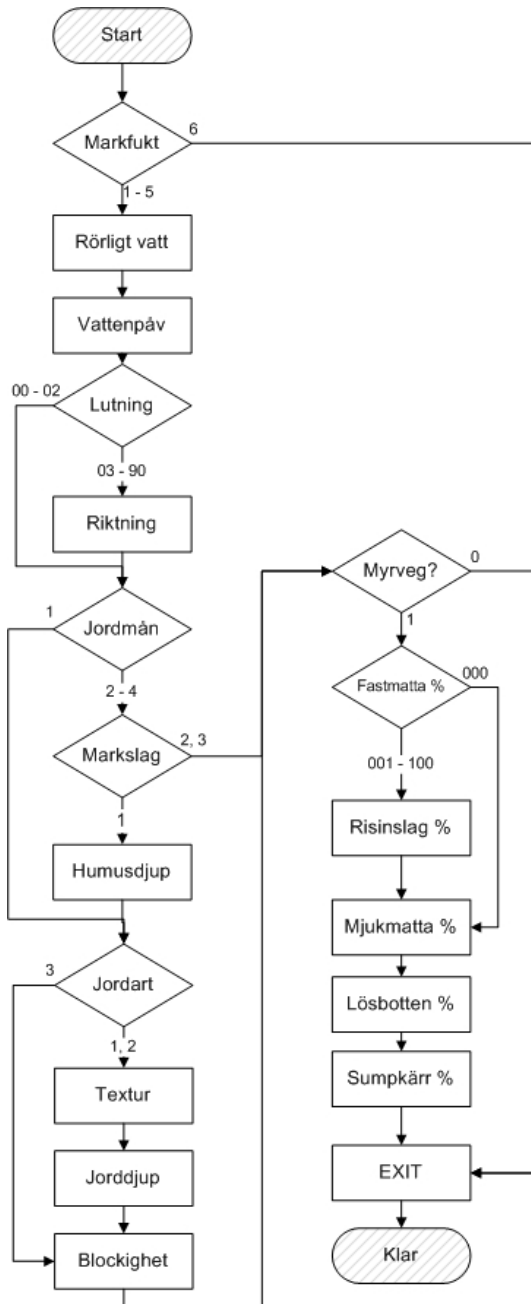 Start
Markfukt
6
1 - 5
Rörligt vatt
Vattenpåv
00 - 02
Lutning
03 - 90
Riktning
1
Jordmån
2 - 4
Markslag
2, 3
1
Humusdjup
3
Jordart
1, 2
Textur
Jorddjup
Blockighet
Myrveg?
0
1
Fastmatta %
000
001 - 100
Risinslag %
Mjukmatta %
Lösbotten %
Sumpkärr %
EXIT
Klar